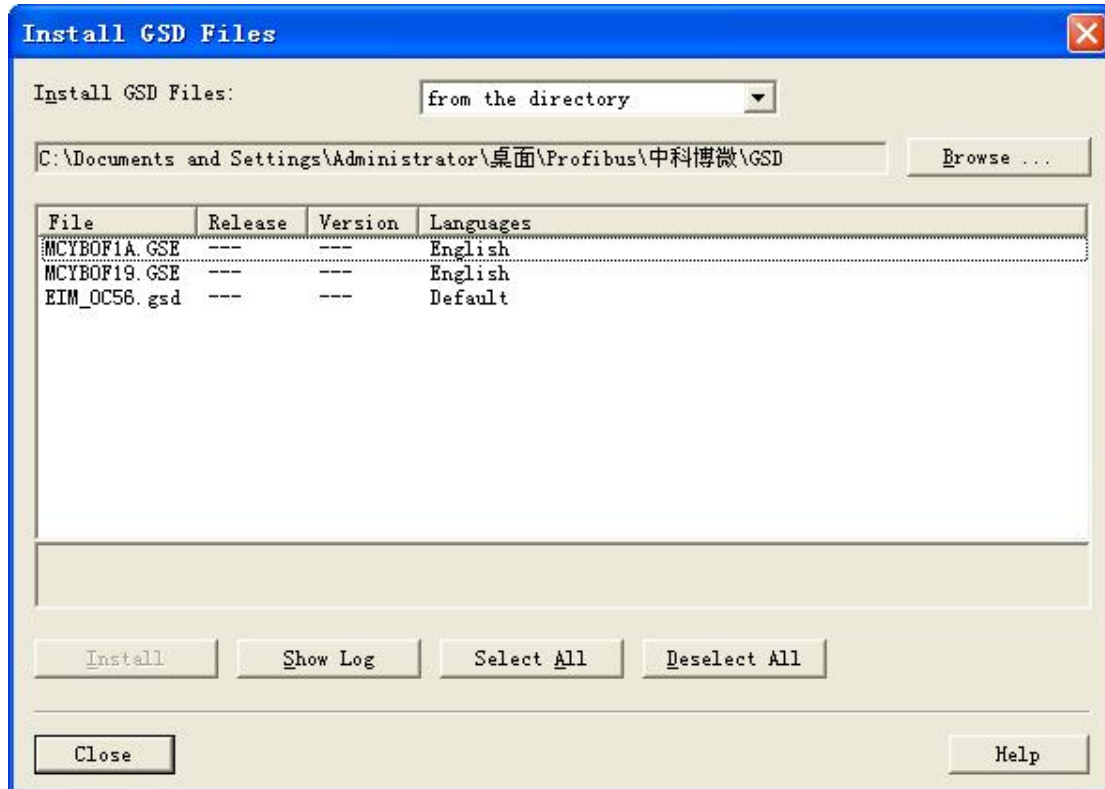 Install GSD Files
Install GSD Files: from the directory
C:\Documents and Settings\Administrator\桌面\Profibus\中科博微\GSD Browse ...
File Release Version Languages
MCYBOF1A.GSE --- --- English
MCYBOF19.GSE --- --- English
EIM_0C56.gsd --- --- Default
Install Show Log Select All Deselect All
Close Help